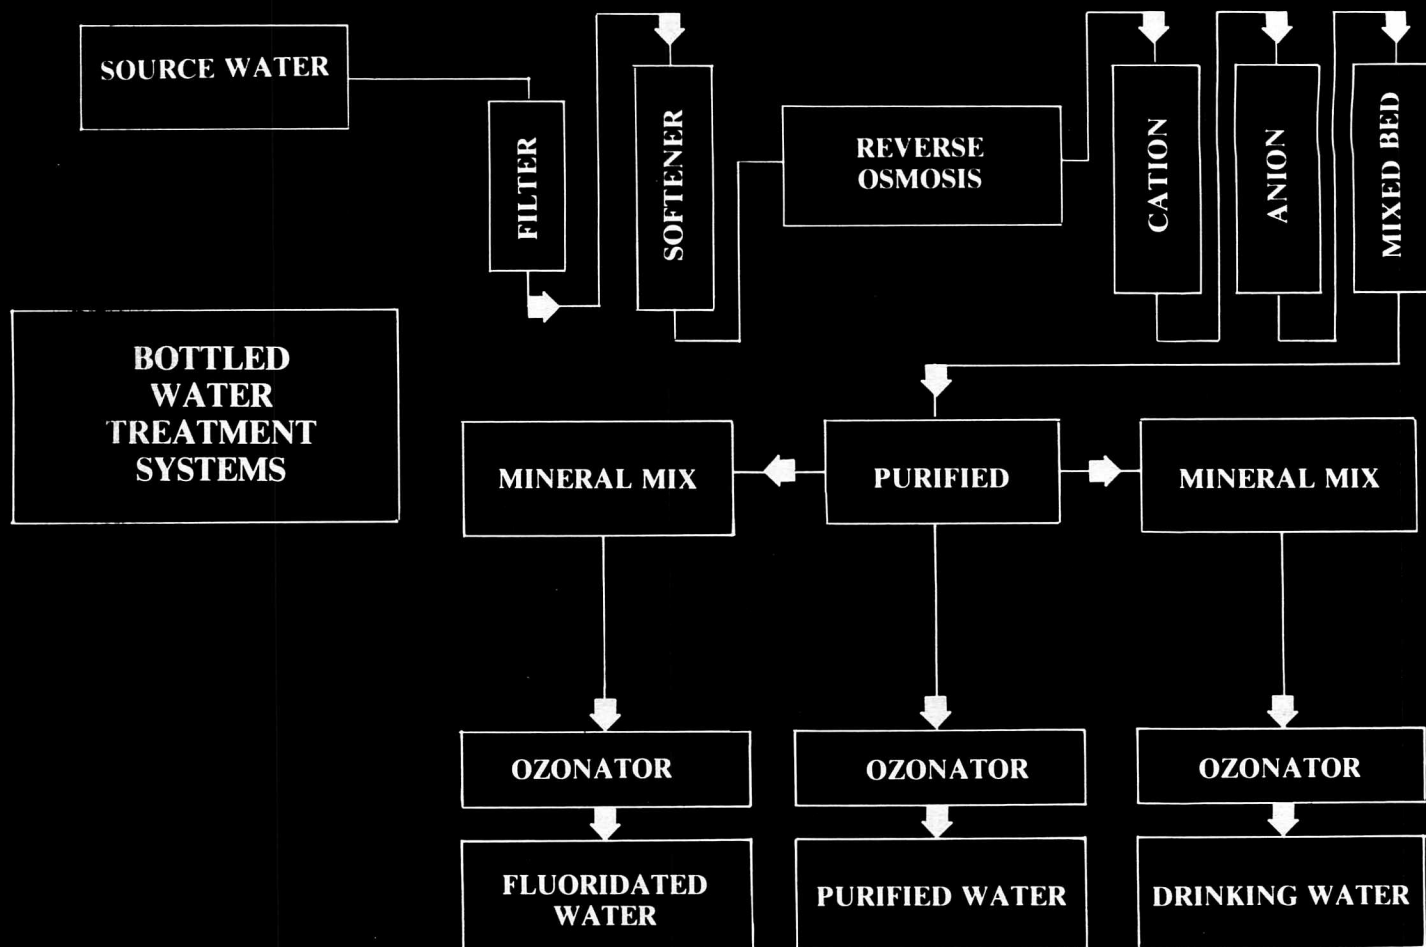 SOURCE WATER
FILTER
SOFTENER
REVERSE
OSMOSIS
CATION
ANION
MIXED BED
BOTTLED
WATER
TREATMENT
SYSTEMS
MINERAL MIX
PURIFIED
MINERAL MIX
OZONATOR
OZONATOR
OZONATOR
FLUORIDATED
WATER
PURIFIED WATER
DRINKING WATER